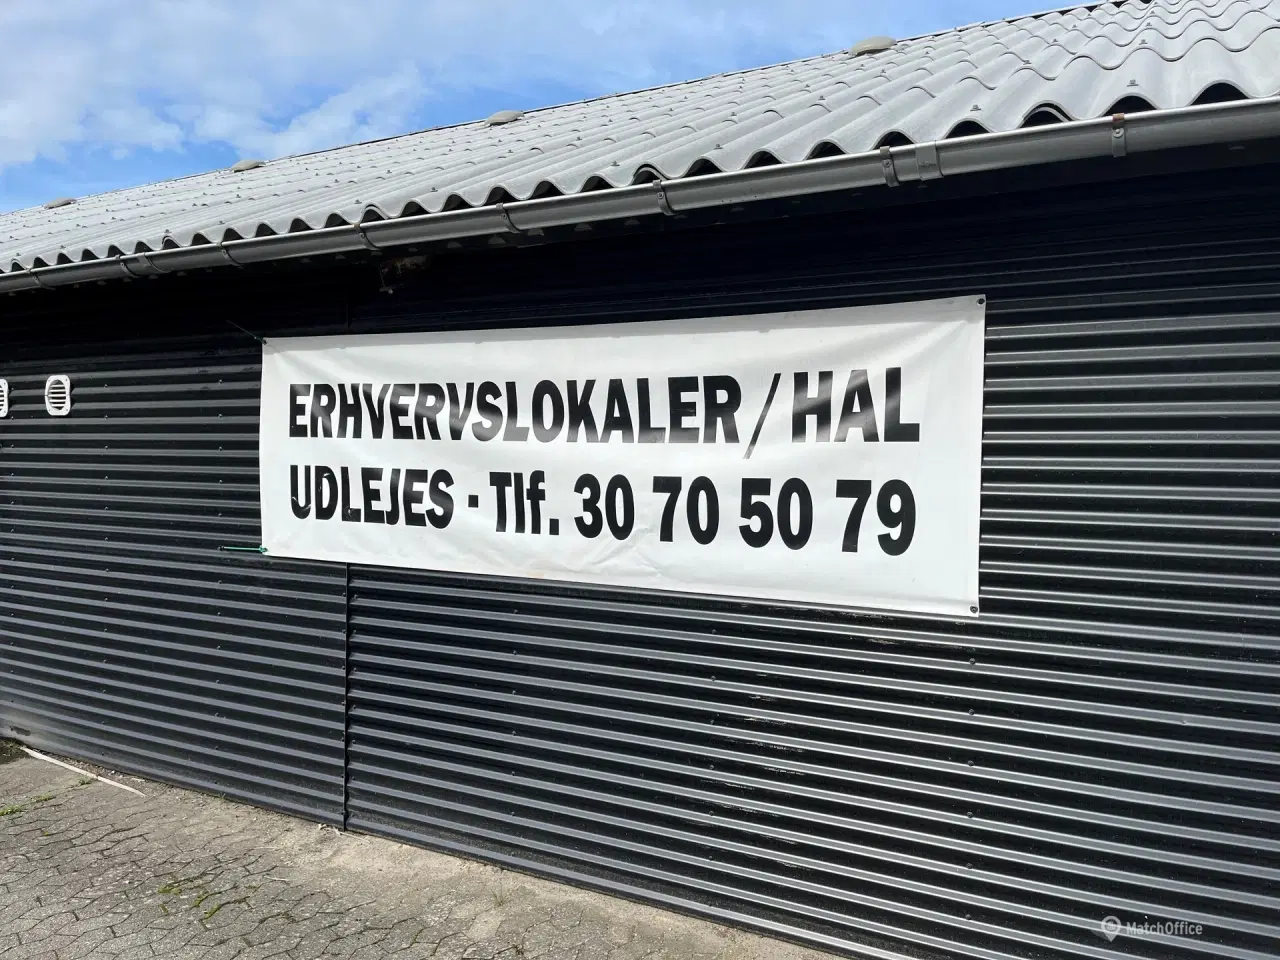 ERHVERVSLOKALER / HAL
UDLEJES - Tlf. 30 70 50 79
MatchOffice